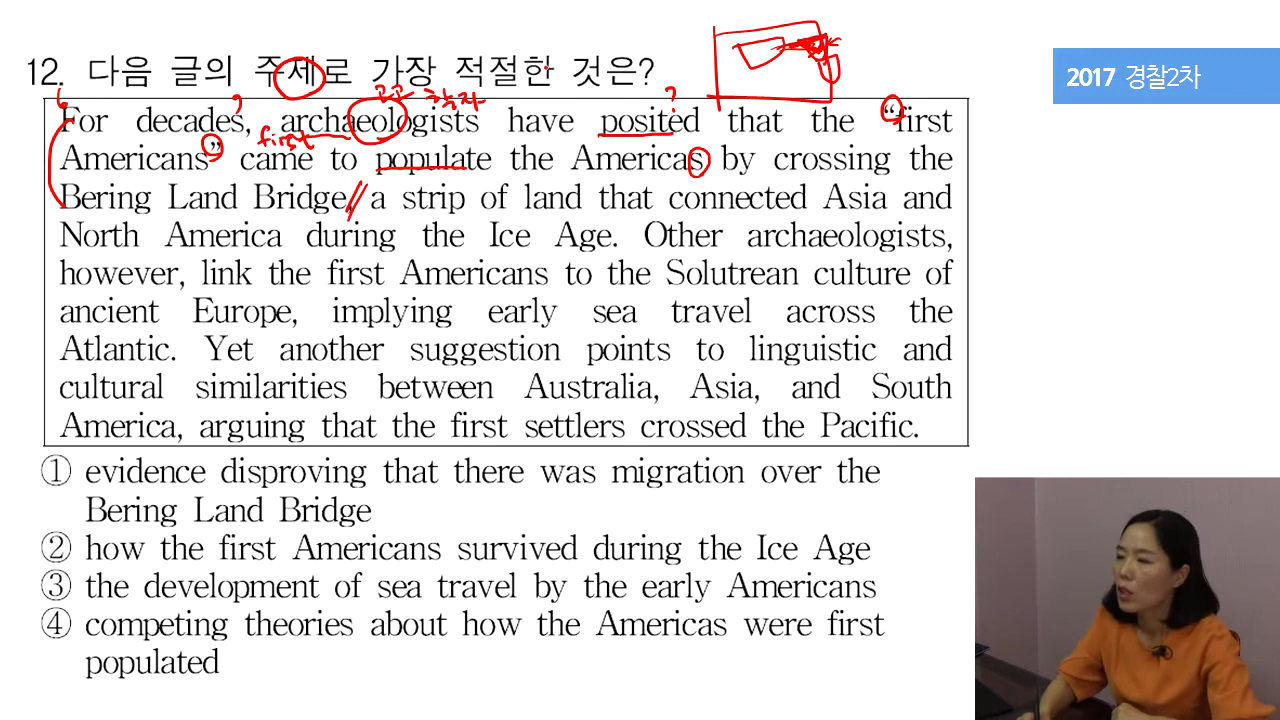 12. 다음 글의 주제로 가장 적절한 것은?
2017 경찰2차
For decades, archaeologists have posited that the “first
first
Americans” came to populate the Americas by crossing the
Bering Land Bridge, a strip of land that connected Asia and
North America during the Ice Age. Other archaeologists,
however, link the first Americans to the Solutrean culture of
ancient Europe, implying early sea travel across the
Atlantic. Yet another suggestion points to linguistic and
cultural similarities between Australia, Asia, and South
America, arguing that the first settlers crossed the Pacific.
① evidence disproving that there was migration over the
Bering Land Bridge
② how the first Americans survived during the Ice Age
③ the development of sea travel by the early Americans
④ competing theories about how the Americas were first
populated